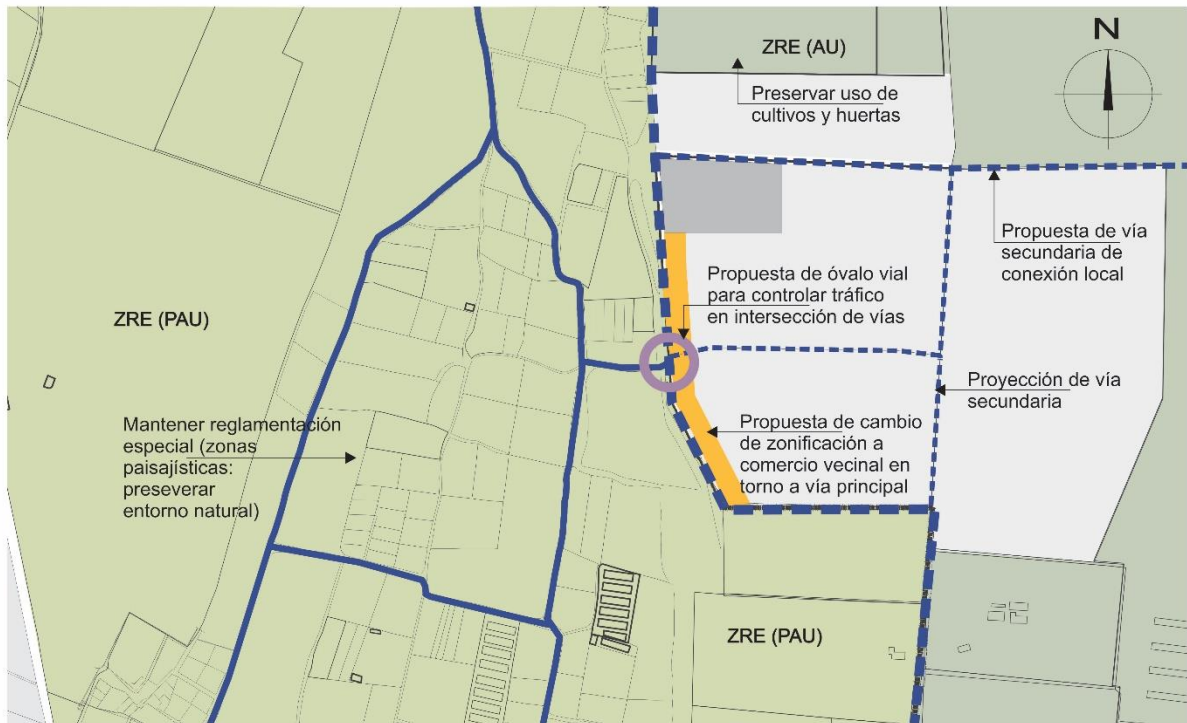 ZRE (AU)
N
Preservar uso de
cultivos y huertas
Propuesta de vía
secundaria de
conexión local
Propuesta de óvalo vial
para controlar tráfico
en intersección de vías
ZRE (PAU)
Proyección de vía
secundaria
Mantener reglamentación
especial (zonas
paisajísticas:
preseverar
entorno natural)
Propuesta de cambio
de zonificación a
comercio vecinal en
torno a vía principal
ZRE (PAU)